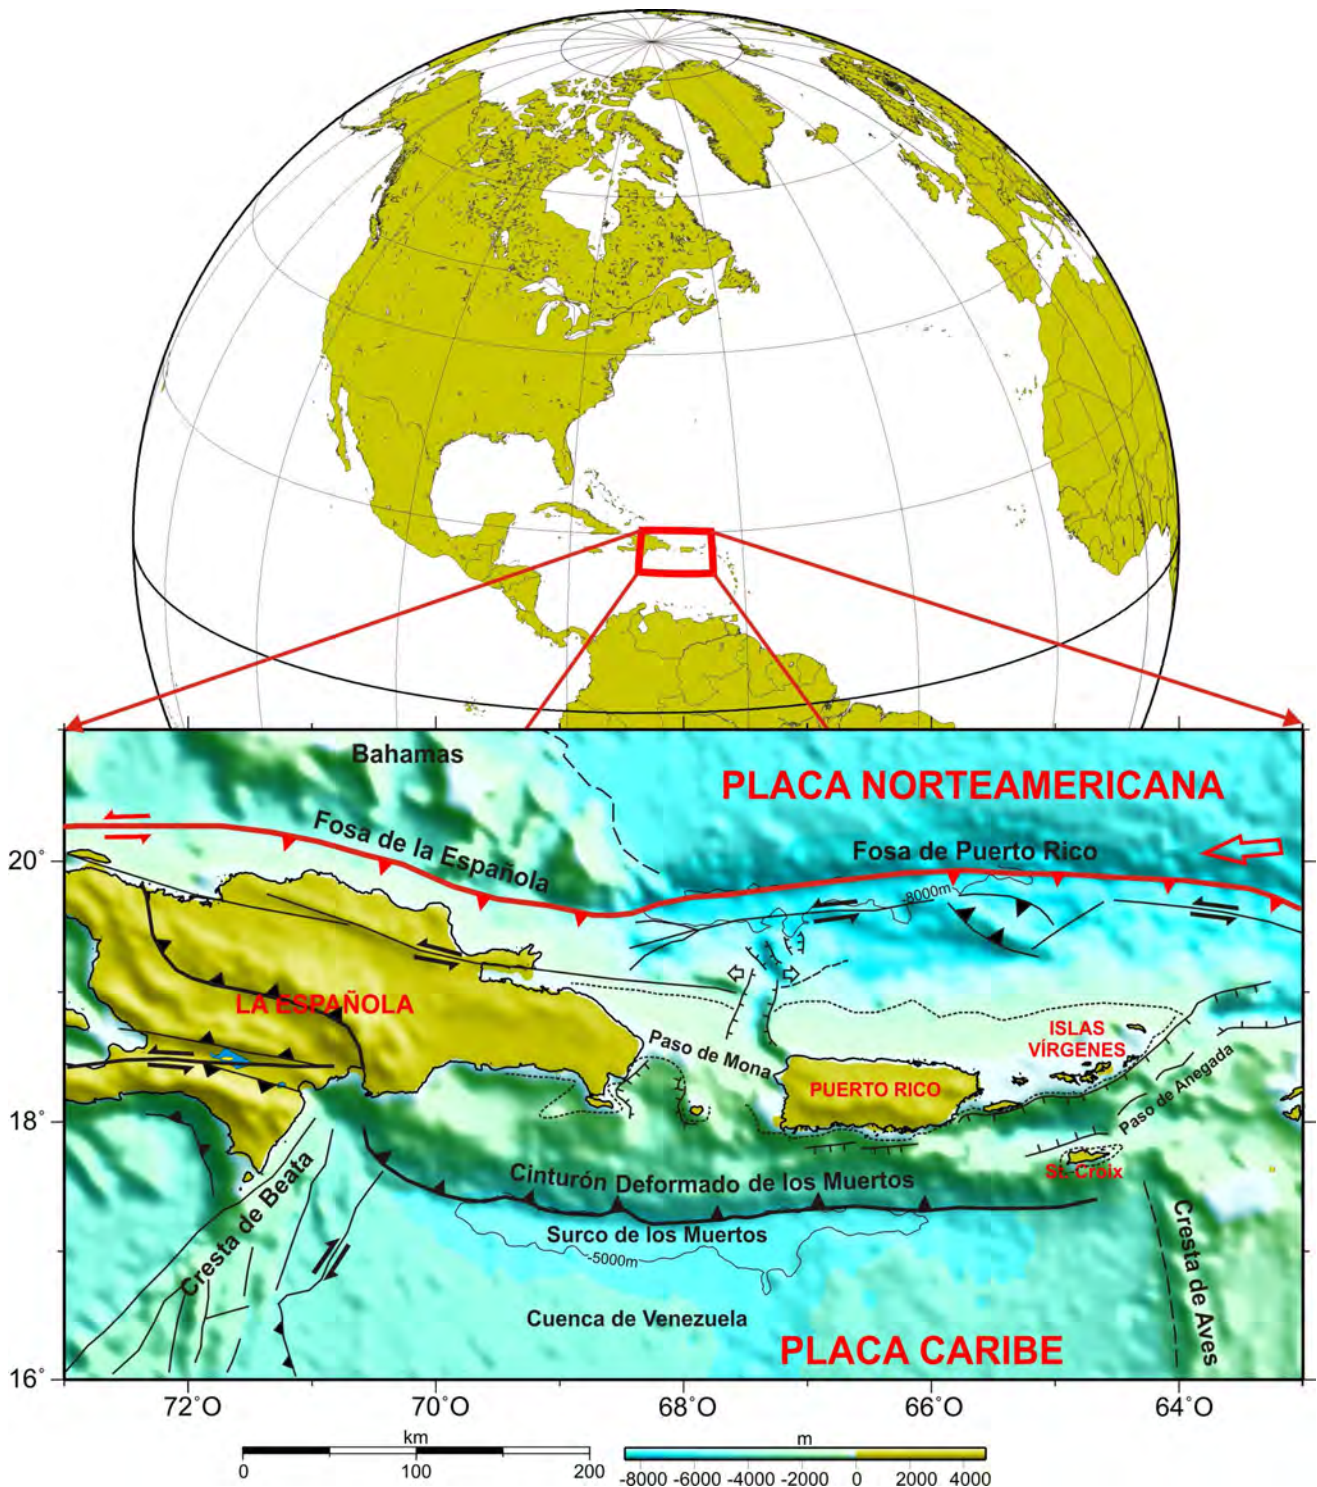 Bahamas
PLACA NORTEAMERICANA
Fosa de la Española
Fosa de Puerto Rico
20°
-8000m
LA ESPAÑOLA
ISLAS
VÍRGENES
Paso de Mona
PUERTO RICO
Paso de Anegada
18°
St. Croix
Cinturón Deformado de los Muertos
Cresta de Beata
Surco de los Muertos
-5000m
Cresta de Aves
Cuenca de Venezuela
PLACA CARIBE
16°
72°O 70°O 68°O 66°O 64°O
km
0 100 200
m
-8000 -6000 -4000 -2000 0 2000 4000